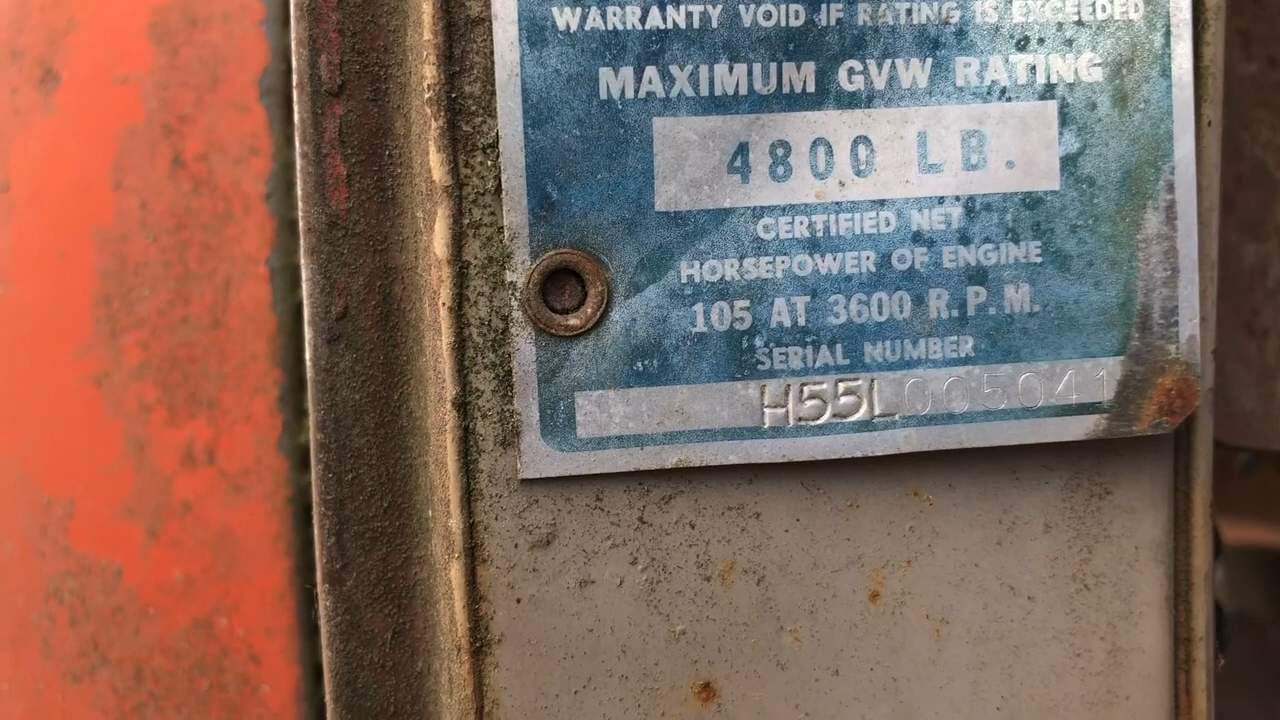 WARRANTY VOID IF RATING IS EXCEEDED
MAXIMUM GVW RATING
4800 LB.
CERTIFIED NET
HORSEPOWER OF ENGINE
105 AT 3600 R.P.M.
SERIAL NUMBER
H55L005041